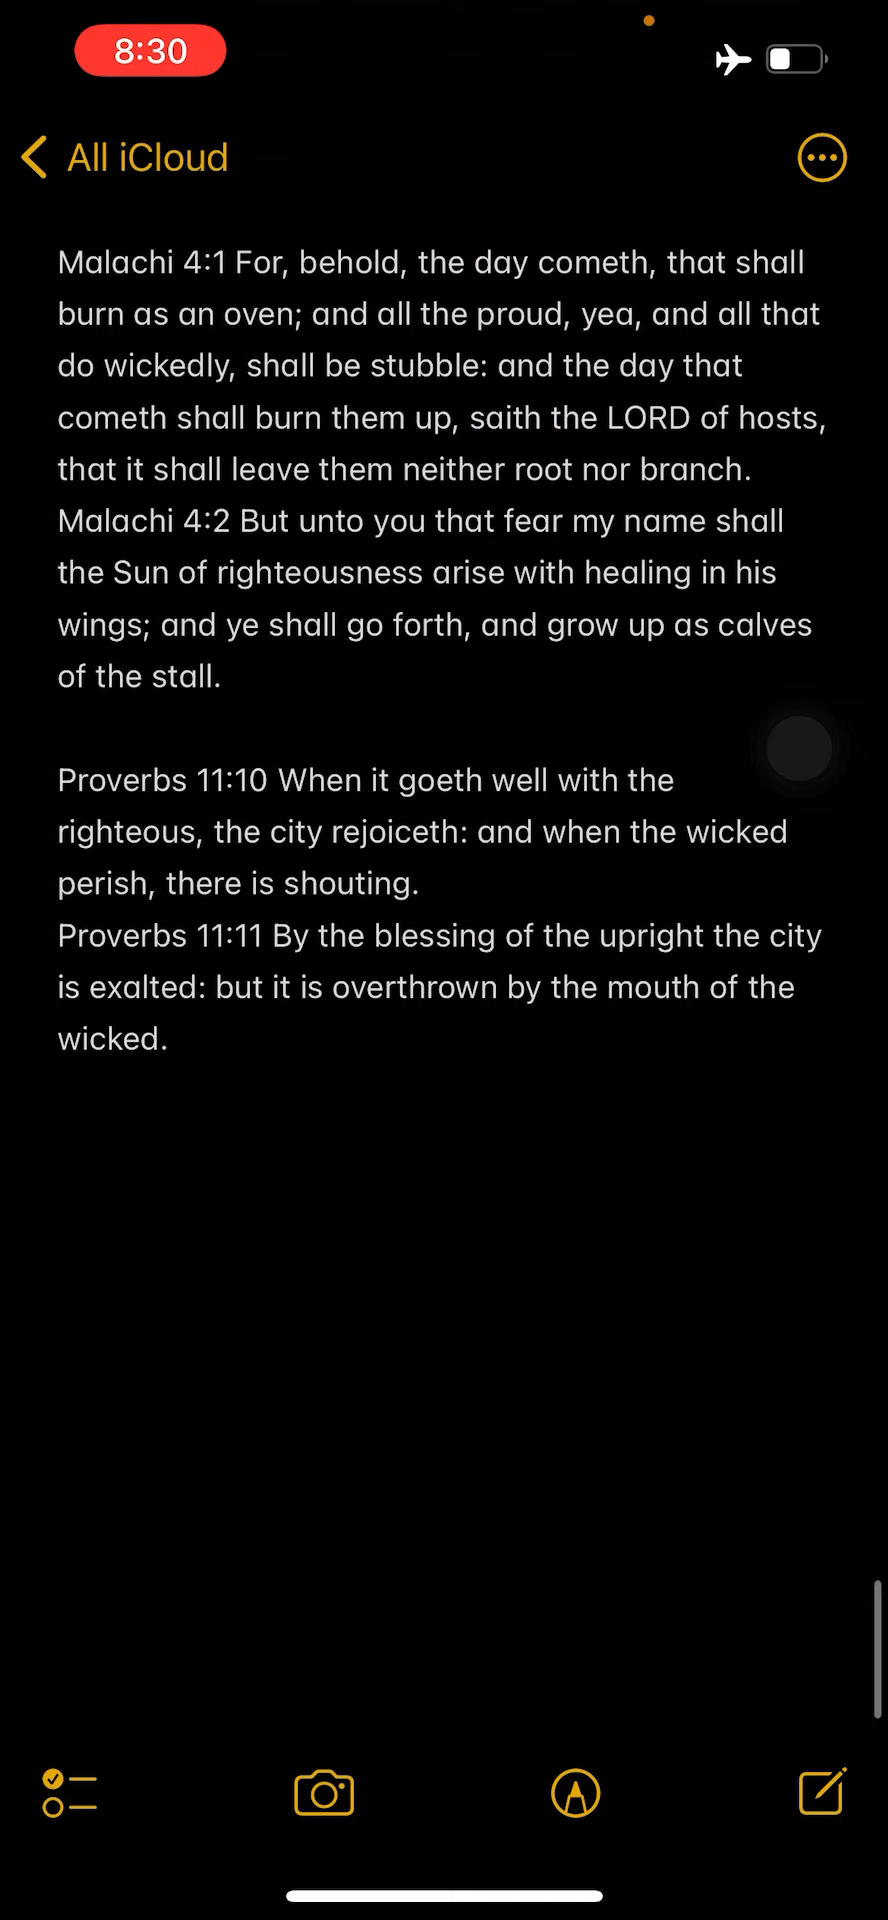 8:30
All iCloud
Malachi 4:1 For, behold, the day cometh, that shall
burn as an oven; and all the proud, yea, and all that
do wickedly, shall be stubble: and the day that
cometh shall burn them up, saith the LORD of hosts,
that it shall leave them neither root nor branch.
Malachi 4:2 But unto you that fear my name shall
the Sun of righteousness arise with healing in his
wings; and ye shall go forth, and grow up as calves
of the stall.
Proverbs 11:10 When it goeth well with the
righteous, the city rejoiceth: and when the wicked
perish, there is shouting.
Proverbs 11:11 By the blessing of the upright the city
is exalted: but it is overthrown by the mouth of the
wicked.